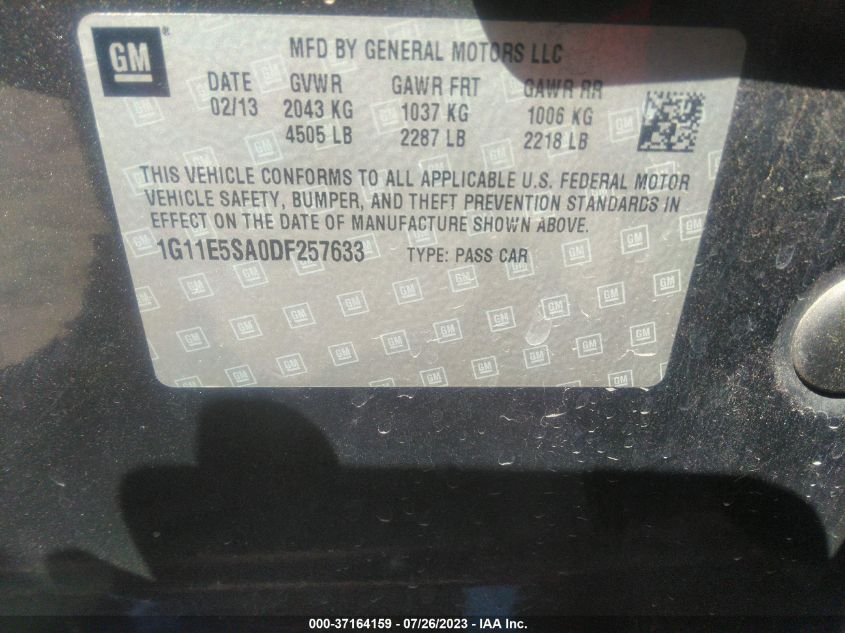 GM
MFD BY GENERAL MOTORS LLC
DATE GVWR GAWR FRT GAWR RR
02/13 2043 KG 1037 KG 1006 KG
4505 LB 2287 LB 2218 LB
THIS VEHICLE CONFORMS TO ALL APPLICABLE U.S. FEDERAL MOTOR
VEHICLE SAFETY, BUMPER, AND THEFT PREVENTION STANDARDS IN
EFFECT ON THE DATE OF MANUFACTURE SHOWN ABOVE.
1G11E5SA0DF257633 TYPE: PASS CAR
000-37164159 - 07/26/2023 - IAA Inc.